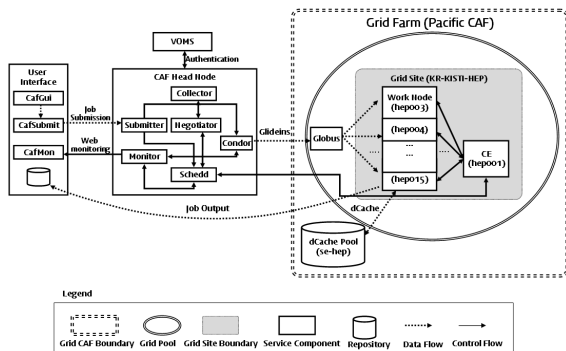 Grid Farm (Pacific CAF)
VOMS
Authentication
User
Interface
CafGui
CafSubmit
CafMon
Job
Submission
Web
monitoring
CAF Head Node
Collector
Submitter
Negotiator
Condor
Monitor
Schedd
Glideins
Globus
Grid Site (KR-KISTI-HEP)
Work Node
(hep003)
(hep004)
...
...
(hep015)
.....
.....
CE
(hep001)
Job Output
dCache
dCache Pool
(se-hep)
Legend
Grid CAF Boundary
Grid Pool
Grid Site Boundary
Service Component
Repository
Data Flow
Control Flow